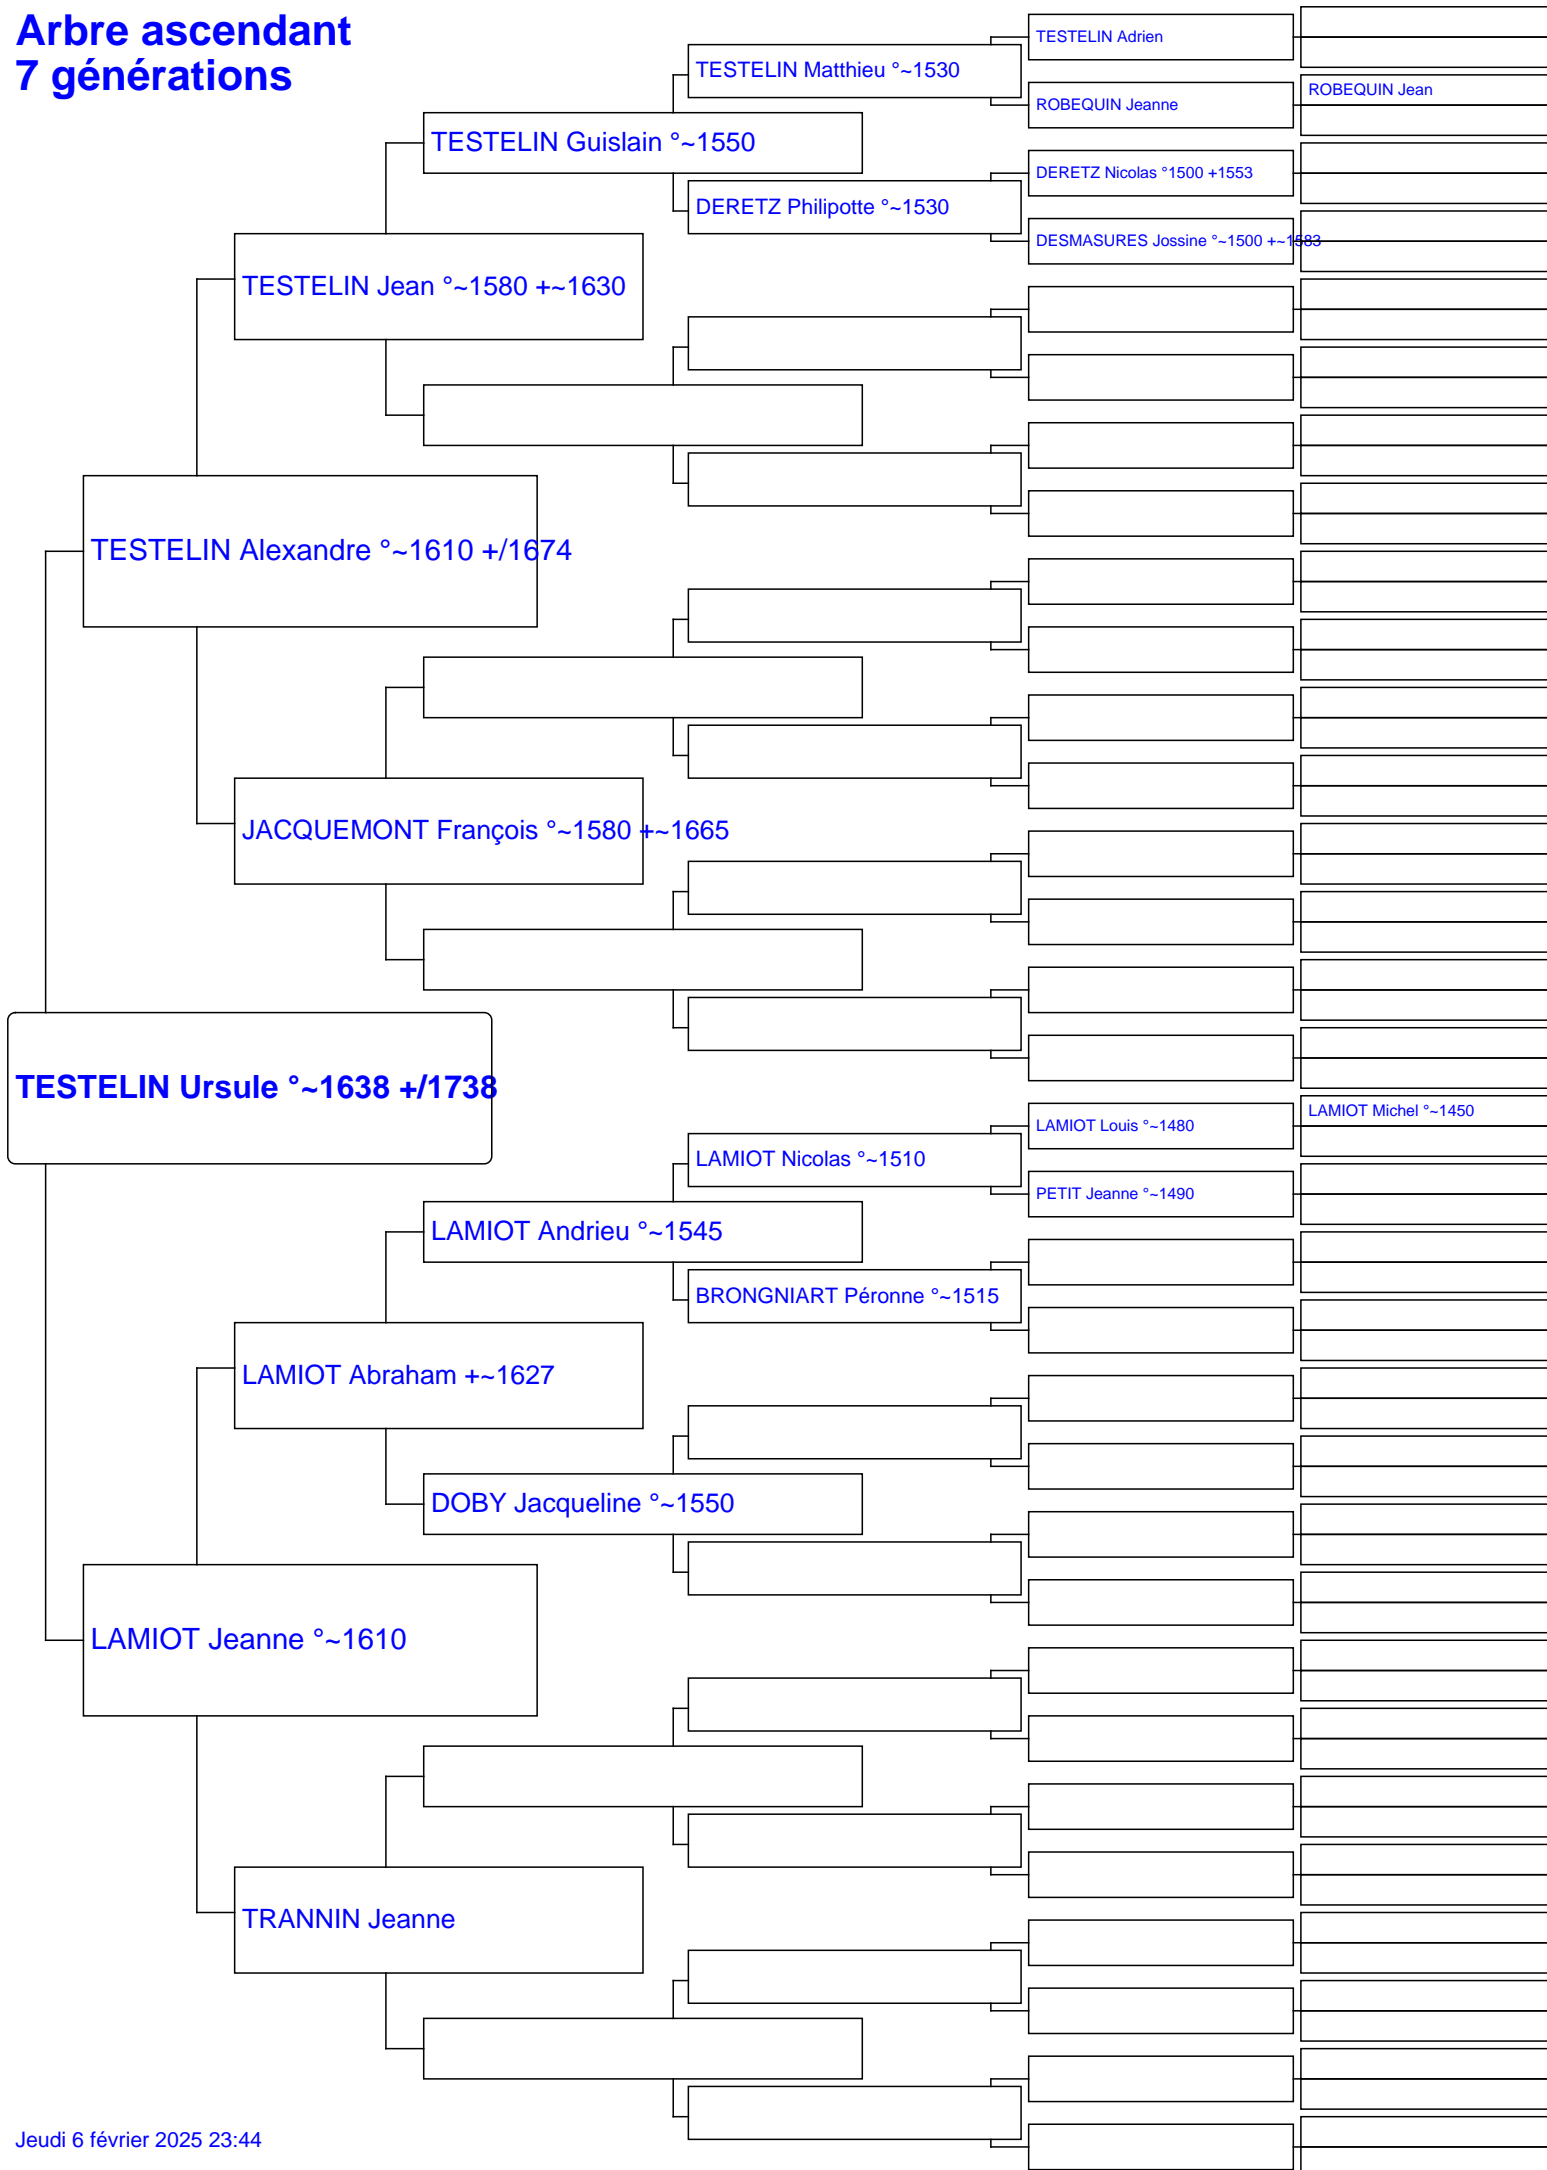 Arbre ascendant
7 générations
TESTELIN Adrien
TESTELIN Matthieu °~1530
ROBEQUIN Jean
ROBEQUIN Jeanne
TESTELIN Guislain °~1550
DERETZ Nicolas °1500 +1553
DERETZ Philipotte °~1530
DESMASURES Jossine °~1500 +~1583
TESTELIN Jean °~1580 +~1630
TESTELIN Alexandre °~1610 +/1674
JACQUEMONT François °~1580 +~1665
TESTELIN Ursule °~1638 +/1738
LAMIOT Michel °~1450
LAMIOT Louis °~1480
LAMIOT Nicolas °~1510
PETIT Jeanne °~1490
LAMIOT Andrieu °~1545
BRONGNIART Péronne °~1515
LAMIOT Abraham +~1627
DOBY Jacqueline °~1550
LAMIOT Jeanne °~1610
TRANNIN Jeanne
Jeudi 6 février 2025 23:44